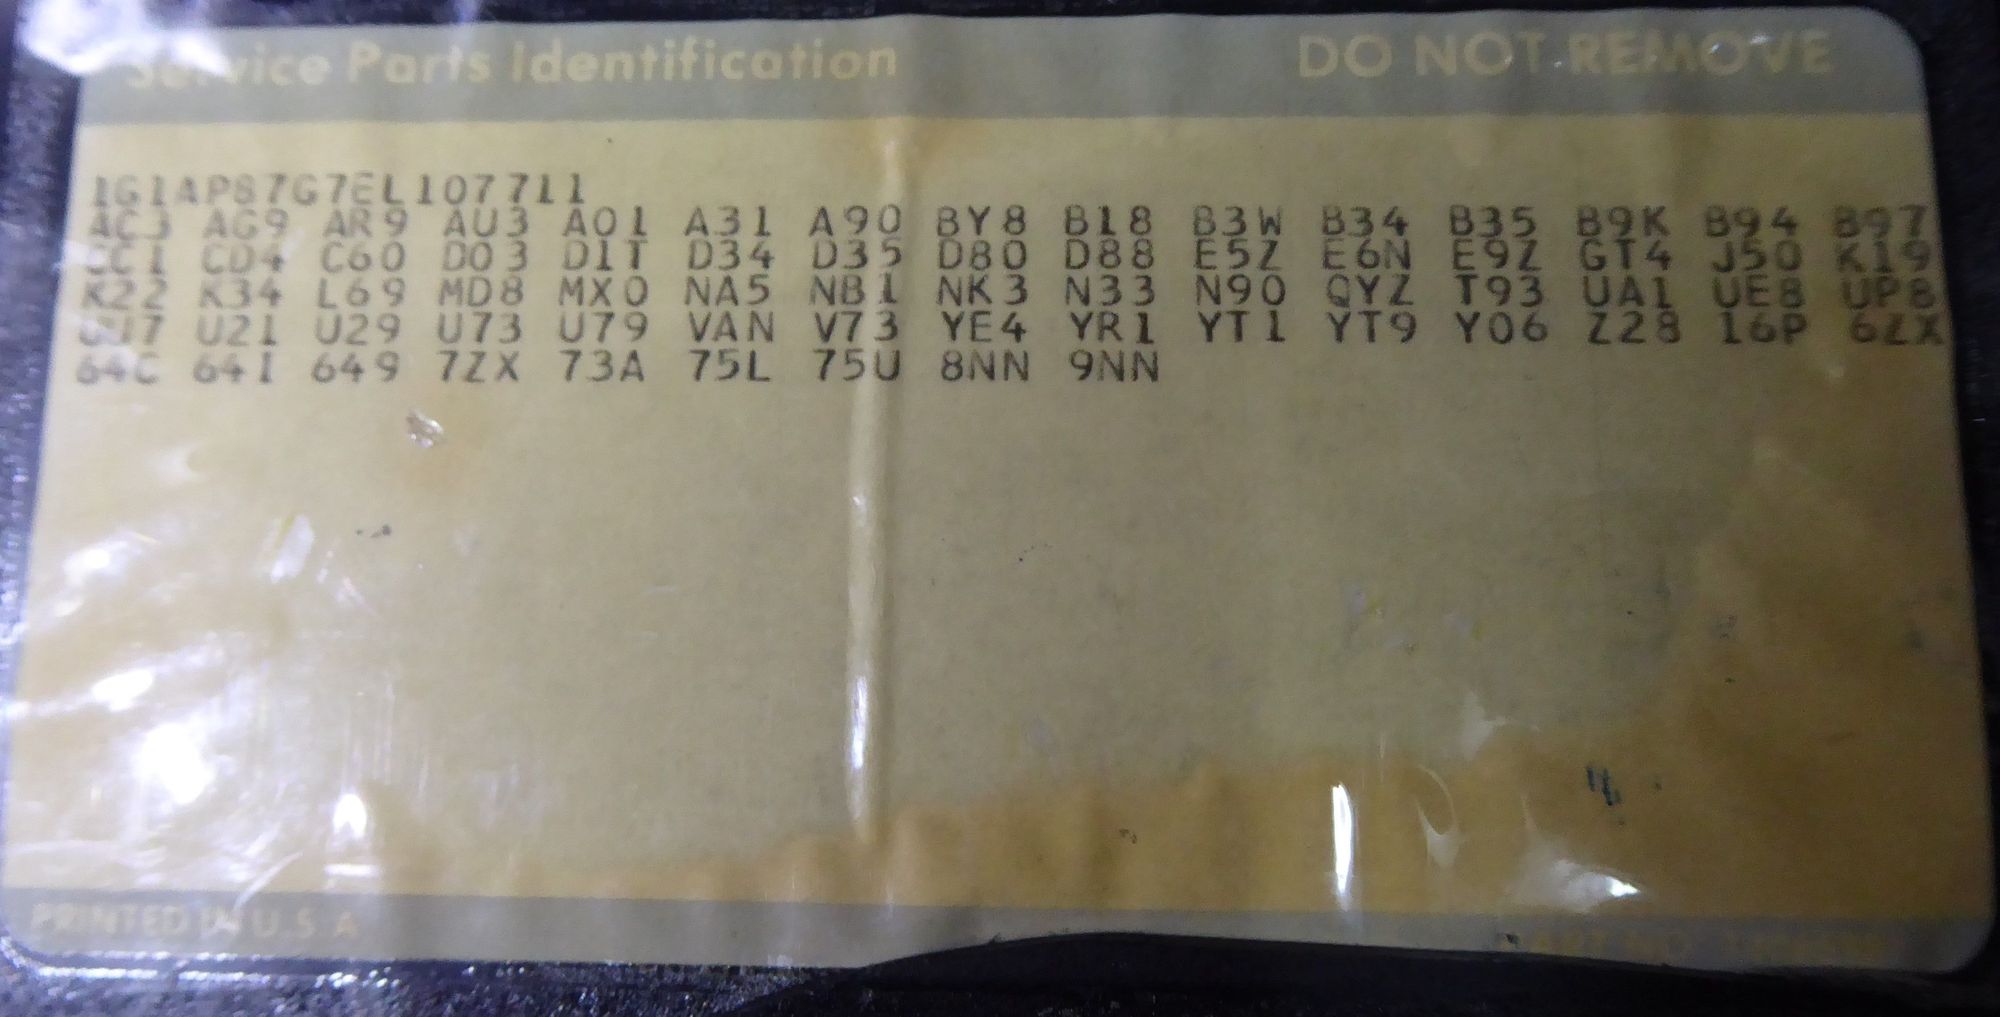 Service Parts Identification DO NOT REMOVE
1G1AP87G7EL107711
AC3 AG9 AR9 AU3 A01 A31 A90 BY8 B18 B3W B34 B35 B9K B94 B97
CC1 CD4 C60 D03 D1T D34 D35 D80 D88 E5Z E6N E9Z GT4 J50 K19
K22 K34 L69 MD8 MX0 NA5 NB1 NK3 N33 N90 QYZ T93 UA1 UE8 UP8
U21 U29 U73 U79 VAN V73 YE4 YR1 YT1 YT9 Y06 Z28 16P 6ZX
64C 64I 649 7ZX 73A 75L 75U 8NN 9NN
PRINTED IN U.S.A